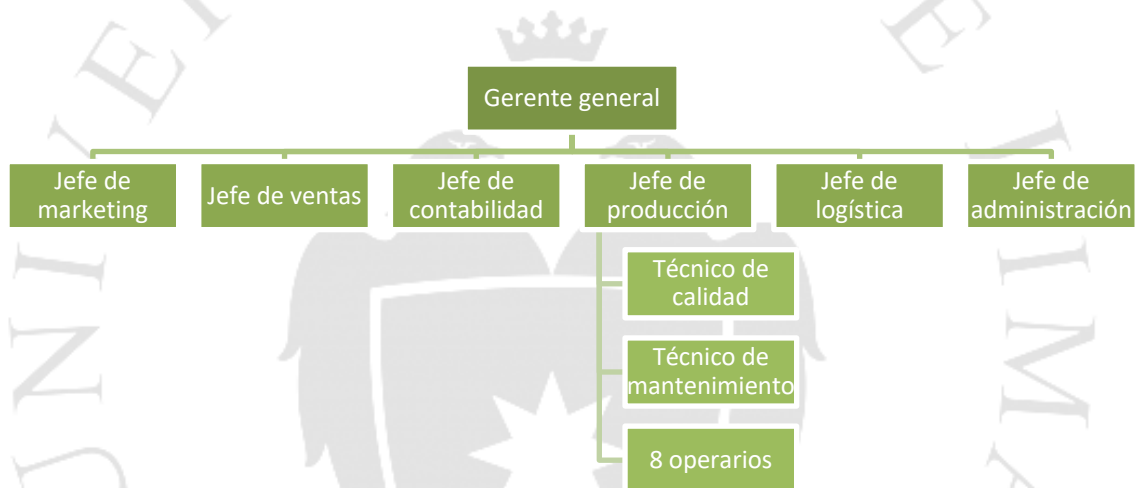 Gerente general
Jefe de
marketing
Jefe de ventas
Jefe de
contabilidad
Jefe de
producción
Jefe de
logística
Jefe de
administración
Técnico de
calidad
Técnico de
mantenimiento
8 operarios